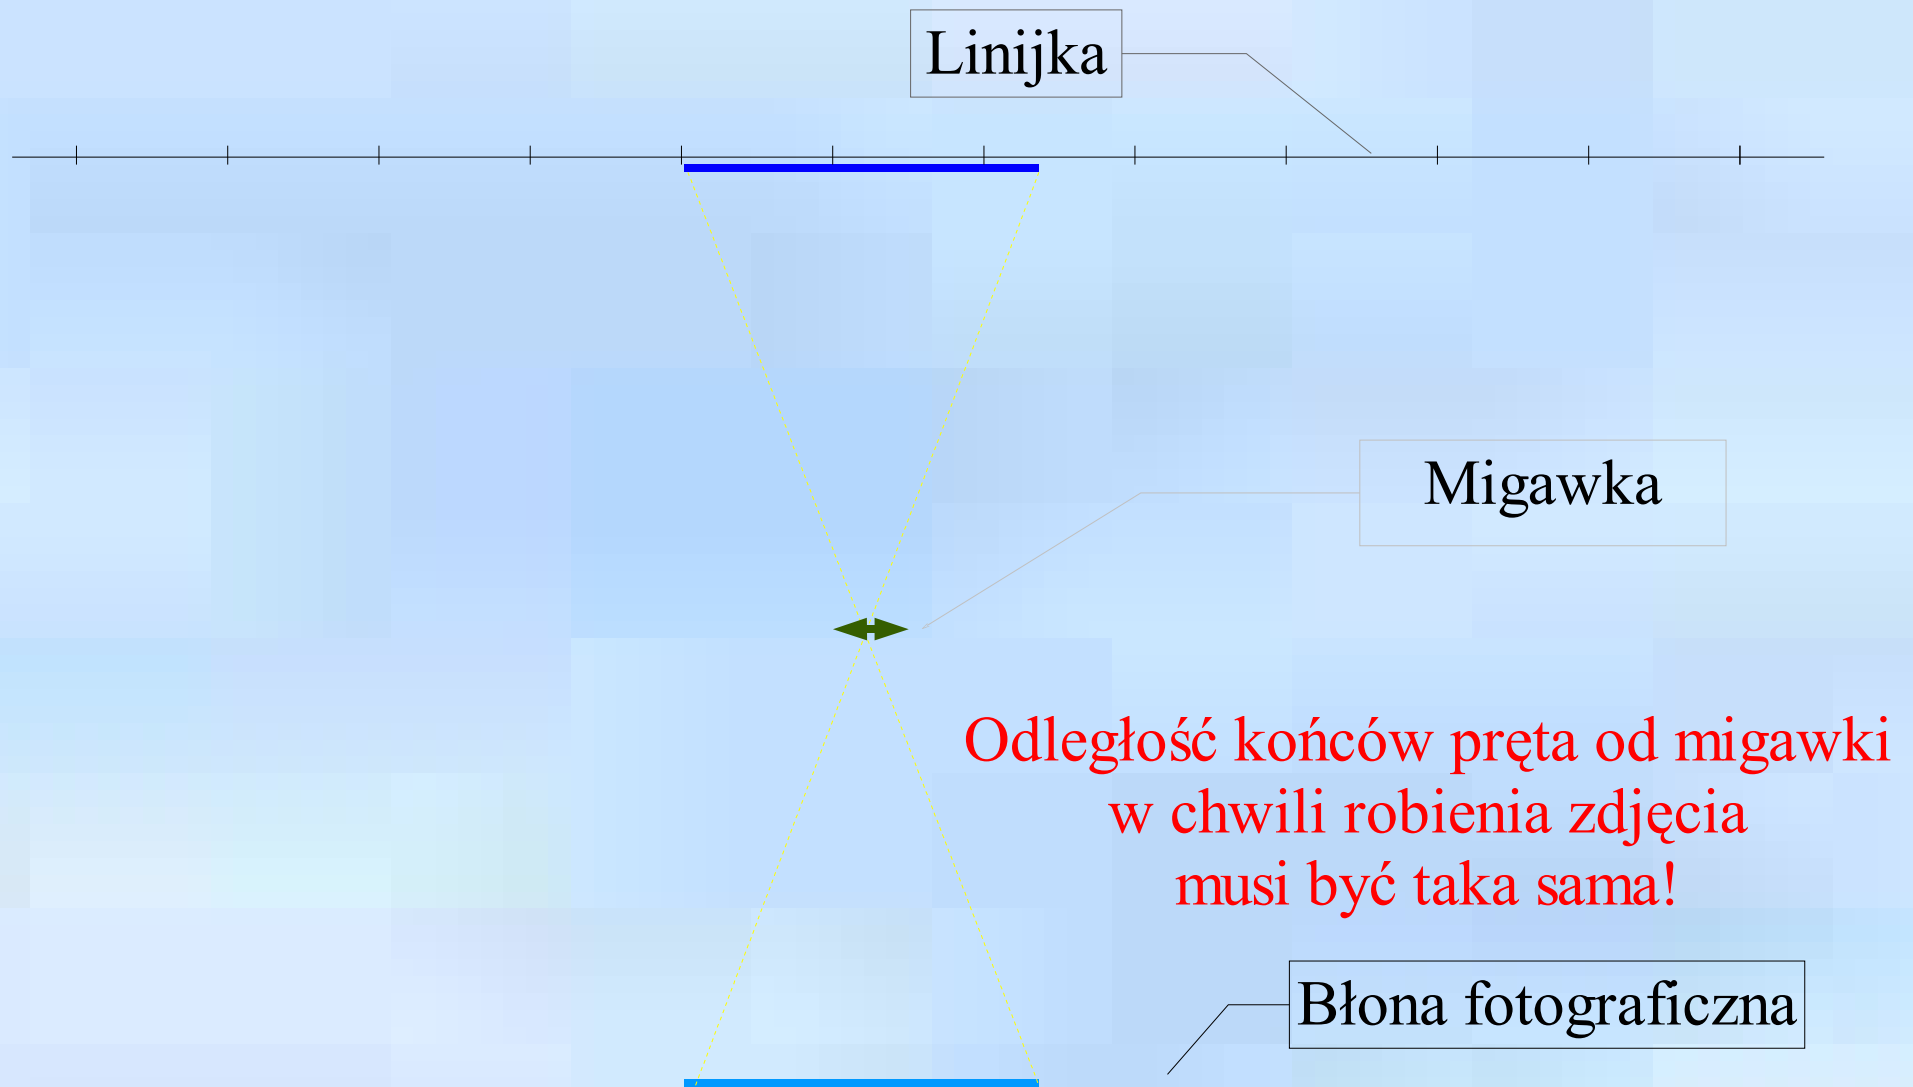 Linijka
Migawka
Odległość końców pręta od migawki
w chwili robienia zdjęcia
musi być taka sama!
Błona fotograficzna